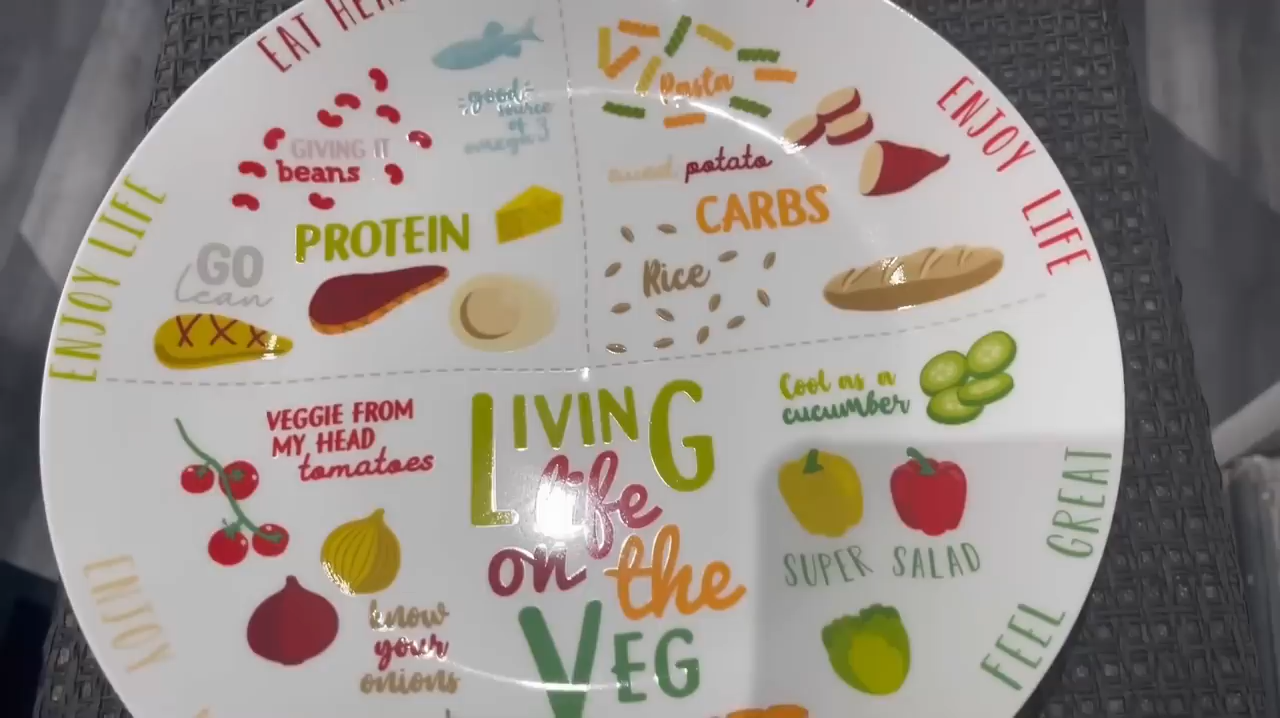 EAT
ENJOY LIFE
good
source
of
omega 3
GIVING IT
beans
PROTEIN
GO
lean
Pasta
sweet potato
CARBS
Rice
ENJOY LIFE
VEGGIE FROM
MY HEAD
tomatoes
LIVING
life
on the
VEG
Cool as a
cucumber
SUPER SALAD
know
your
onions
ENJOY
FEEL GREAT